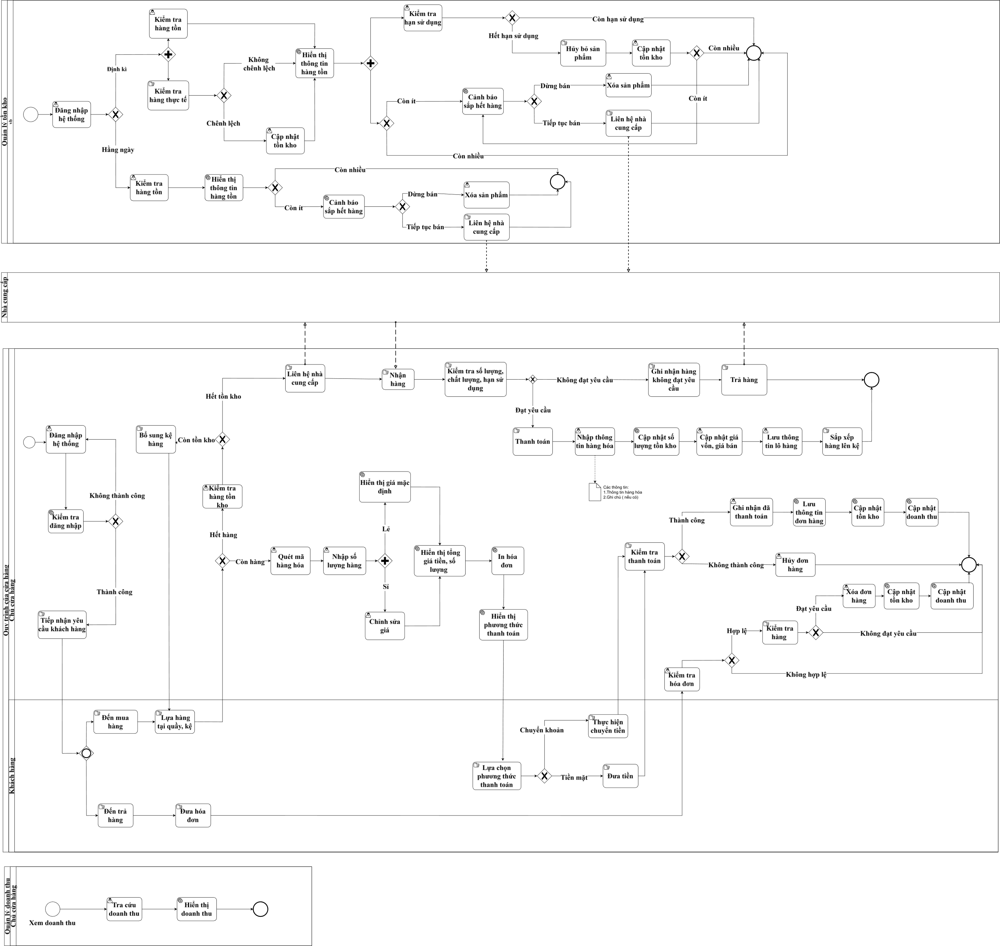 Quản lý tồn kho
vb
Kiểm tra
hàng tồn
Định kì
Kiểm tra
hàng thực tế
Đăng nhập
hệ thống
Không
chênh lệch
Chênh lệch
Cập nhật
tồn kho
Hiển thị
thông tin
hàng tồn
Kiểm tra
hạn sử dụng
Còn hạn sử dụng
Hết hạn sử dụng
Hủy bỏ sản
phẩm
Cập nhật
tồn kho
Còn nhiều
Còn ít
Còn ít
Cảnh báo
sắp hết hàng
Dừng bán
Xóa sản phẩm
Tiếp tục bán
Liên hệ nhà
cung cấp
Còn nhiều
Hằng ngày
Kiểm tra
hàng tồn
Hiển thị
thông tin
hàng tồn
Còn nhiều
Còn ít
Cảnh báo
sắp hết hàng
Dừng bán
Xóa sản phẩm
Tiếp tục bán
Liên hệ nhà
cung cấp
Nhà cung cấp
Quy trình của cửa hàng
Chủ cửa hàng
Đăng nhập
hệ thống
Kiểm tra
đăng nhập
Không thành công
Thành công
Tiếp nhận yêu
cầu khách hàng
Bổ sung kệ
hàng
Còn tồn kho
Hết tồn kho
Kiểm tra
hàng tồn
kho
Hết hàng
Còn hàng
Liên hệ nhà
cung cấp
Nhận
hàng
Kiểm tra số lượng,
chất lượng, hạn sử
dụng
Không đạt yêu cầu
Ghi nhận hàng
không đạt yêu
cầu
Trả hàng
Đạt yêu cầu
Thanh toán
Nhập thông
tin hàng hóa
Cập nhật số
lượng tồn kho
Cập nhật giá
vốn, giá bán
Lưu thông
tin lô hàng
Sắp xếp
hàng lên kệ
Các thông tin:
1.Thông tin hàng hóa
2.Ghi chú ( nếu có)
Quét mã
hàng hóa
Nhập số
lượng hàng
Hiển thị giá mặc
định
Lẻ
Sỉ
Chỉnh sửa
giá
Hiển thị tổng
giá tiền, số
lượng
In hóa
đơn
Hiển thị
phương thức
thanh toán
Kiểm tra
thanh toán
Thành công
Ghi nhận đã
thanh toán
Lưu
thông tin
đơn hàng
Cập nhật
tồn kho
Cập nhật
doanh thu
Không thành công
Hủy đơn
hàng
Xóa đơn
hàng
Cập nhật
tồn kho
Cập nhật
doanh thu
Đạt yêu cầu
Hợp lệ
Kiểm tra
hàng
Không đạt yêu cầu
Không hợp lệ
Kiểm tra
hóa đơn
Khách hàng
Đến mua
hàng
Lựa hàng
tại quầy, kệ
Lựa chọn
phương thức
thanh toán
Chuyển khoản
Thực hiện
chuyển tiền
Tiền mặt
Đưa tiền
Đến trả
hàng
Đưa hóa
đơn
Quản lý doanh thu
Chủ cửa hàng
Xem doanh thu
Tra cứu
doanh thu
Hiển thị
doanh thu